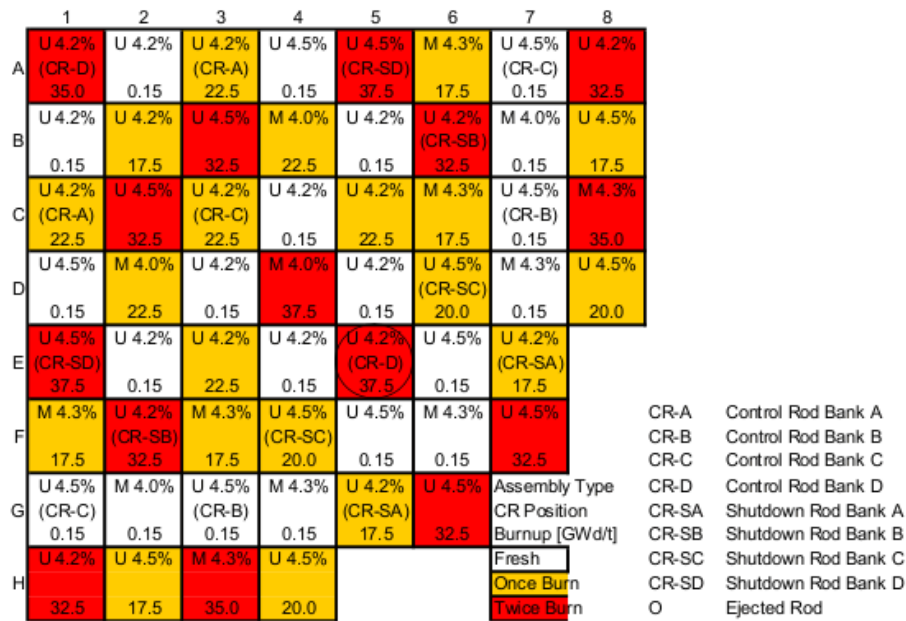 1 2 3 4 5 6 7 8
U 4.2% U 4.2% U 4.2% U 4.5% U 4.5% M 4.3% U 4.5% U 4.2%
A (CR-D) (CR-A) (CR-SD) (CR-C)
35.0 0.15 22.5 0.15 37.5 17.5 0.15 32.5
U 4.2% U 4.2% U 4.5% M 4.0% U 4.2% U 4.2% M 4.0% U 4.5%
B (CR-SB)
0.15 17.5 32.5 22.5 0.15 32.5 0.15 17.5
U 4.2% U 4.5% U 4.2% U 4.2% U 4.2% M 4.3% U 4.5% M 4.3%
C (CR-A) (CR-C) (CR-B)
22.5 32.5 22.5 0.15 22.5 17.5 0.15 35.0
U 4.5% M 4.0% U 4.2% M 4.0% U 4.2% U 4.5% M 4.3% U 4.5%
D (CR-SC)
0.15 22.5 0.15 37.5 0.15 20.0 0.15 20.0
U 4.5% U 4.2% U 4.2% U 4.2% U 4.2% U 4.5% U 4.2%
E (CR-SD) (CR-D) (CR-SA)
37.5 0.15 22.5 0.15 37.5 0.15 17.5
M 4.3% U 4.2% M 4.3% U 4.5% U 4.5% M 4.3% U 4.5% CR-A Control Rod Bank A
F (CR-SB) (CR-SC) CR-B Control Rod Bank B
17.5 32.5 17.5 20.0 0.15 0.15 32.5 CR-C Control Rod Bank C
U 4.5% M 4.0% U 4.5% M 4.3% U 4.2% U 4.5% Assembly Type CR-D Control Rod Bank D
G (CR-C) (CR-B) (CR-SA) CR Position CR-SA Shutdown Rod Bank A
0.15 0.15 0.15 0.15 17.5 32.5 Burnup [GWd/t] CR-SB Shutdown Rod Bank B
U 4.2% U 4.5% M 4.3% U 4.5% Fresh CR-SC Shutdown Rod Bank C
H Once Burn CR-SD Shutdown Rod Bank D
32.5 17.5 35.0 20.0 Twice Burn O Ejected Rod